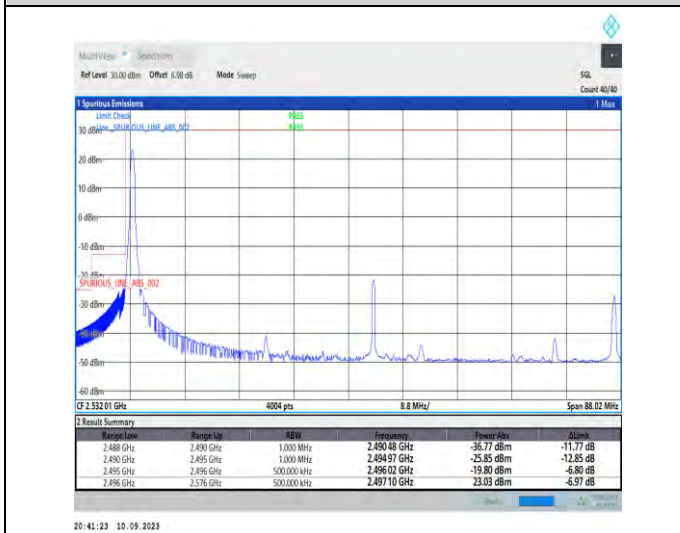 MultiView Spectrum
Ref Level 30.00 dBm Offset 6.98 dB Mode Sweep SGL
Count 40/40
1 Spurious Emissions 1 Max
Limit Check PASS
Line _SPURIOUS_LINE_ABS_002 PASS
30 dBm
20 dBm
10 dBm
0 dBm
-10 dBm
-20 dBm
_SPURIOUS_LINE_ABS_002
-30 dBm
-40 dBm
-50 dBm
-60 dBm
CF 2.532 01 GHz 4004 pts 8.8 MHz/ Span 88.02 MHz
2 Result Summary
Range Low Range Up RBW Frequency Power Abs ΔLimit
2.488 GHz 2.490 GHz 1.000 MHz 2.490 48 GHz -36.77 dBm -11.77 dB
2.490 GHz 2.495 GHz 1.000 MHz 2.494 97 GHz -25.85 dBm -12.85 dB
2.495 GHz 2.496 GHz 500.000 kHz 2.496 02 GHz -19.80 dBm -6.80 dB
2.496 GHz 2.576 GHz 500.000 kHz 2.497 10 GHz 23.03 dBm -6.97 dB
20:41:23 10.09.2023